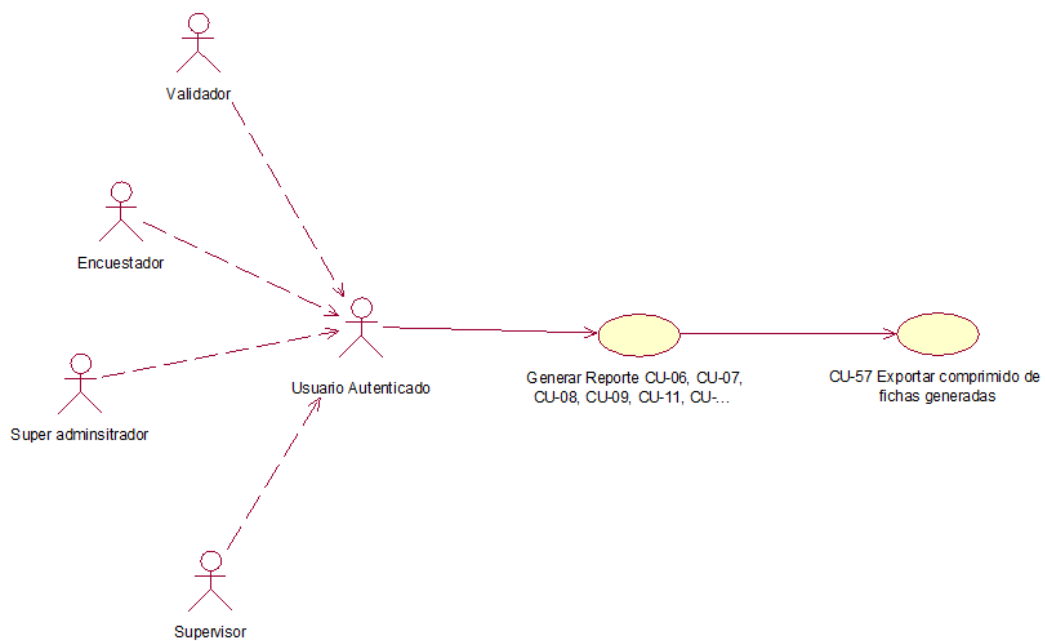 Validador
Encuestador
Super adminsitrador
Usuario Autenticado
Generar Reporte CU-06, CU-07,
CU-08, CU-09, CU-11, CU-...
CU-57 Exportar comprimido de
fichas generadas
Supervisor